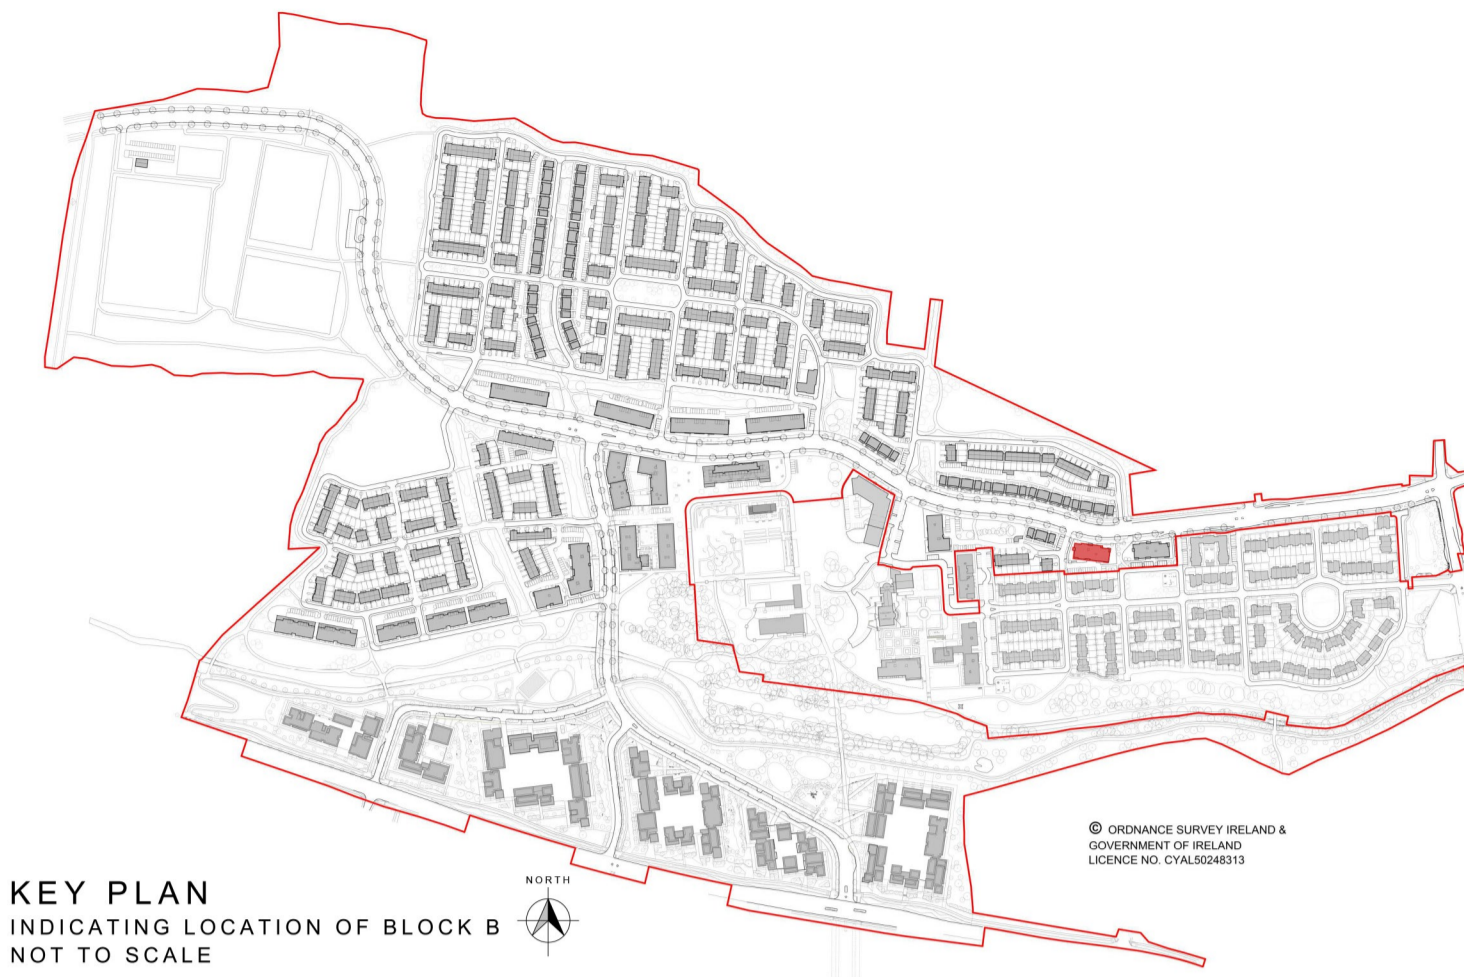 © ORDNANCE SURVEY IRELAND &
GOVERNMENT OF IRELAND
LICENCE NO. CYAL50248313
KEY PLAN
INDICATING LOCATION OF BLOCK B
NOT TO SCALE
NORTH